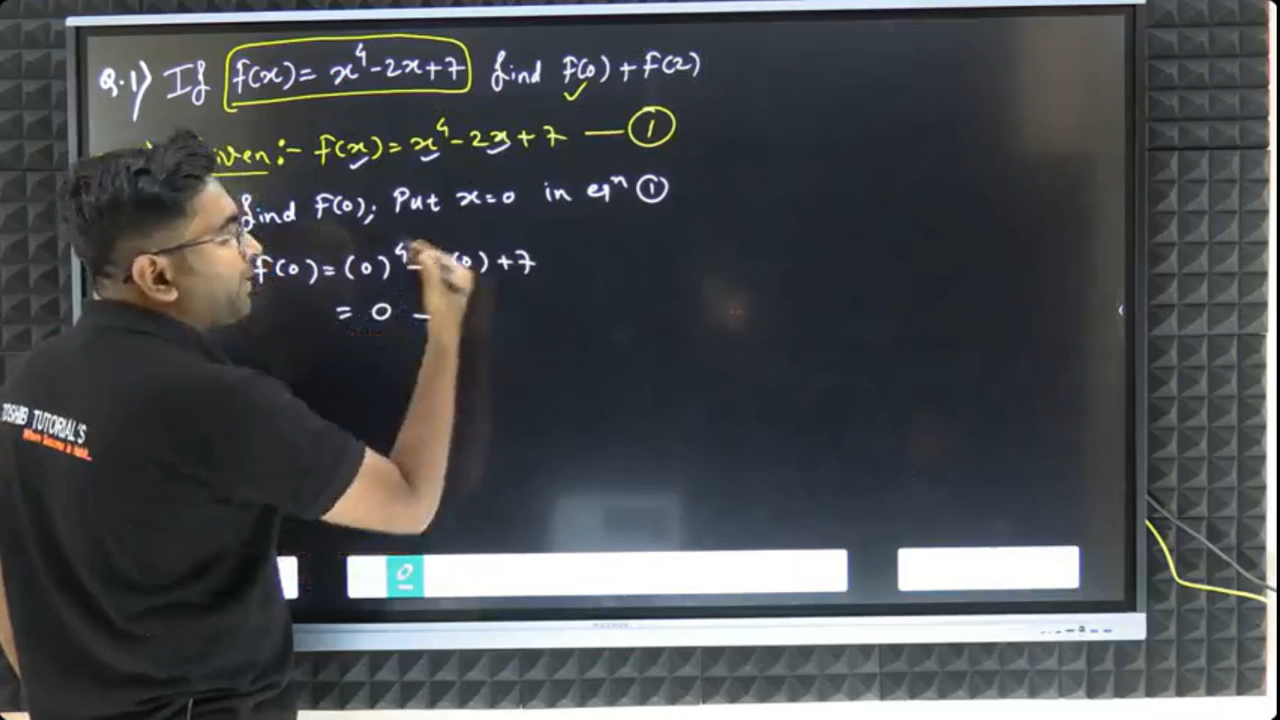 Q.1) If f(x) = x⁴-2x+7 find f(0) + f(2)
:- f(x) = x⁴-2x+7 — ①
find f(0); Put x=0 in eqⁿ ①
f(0) = (0)⁴ - (0) +7
= 0 -
TUTORIAL'S